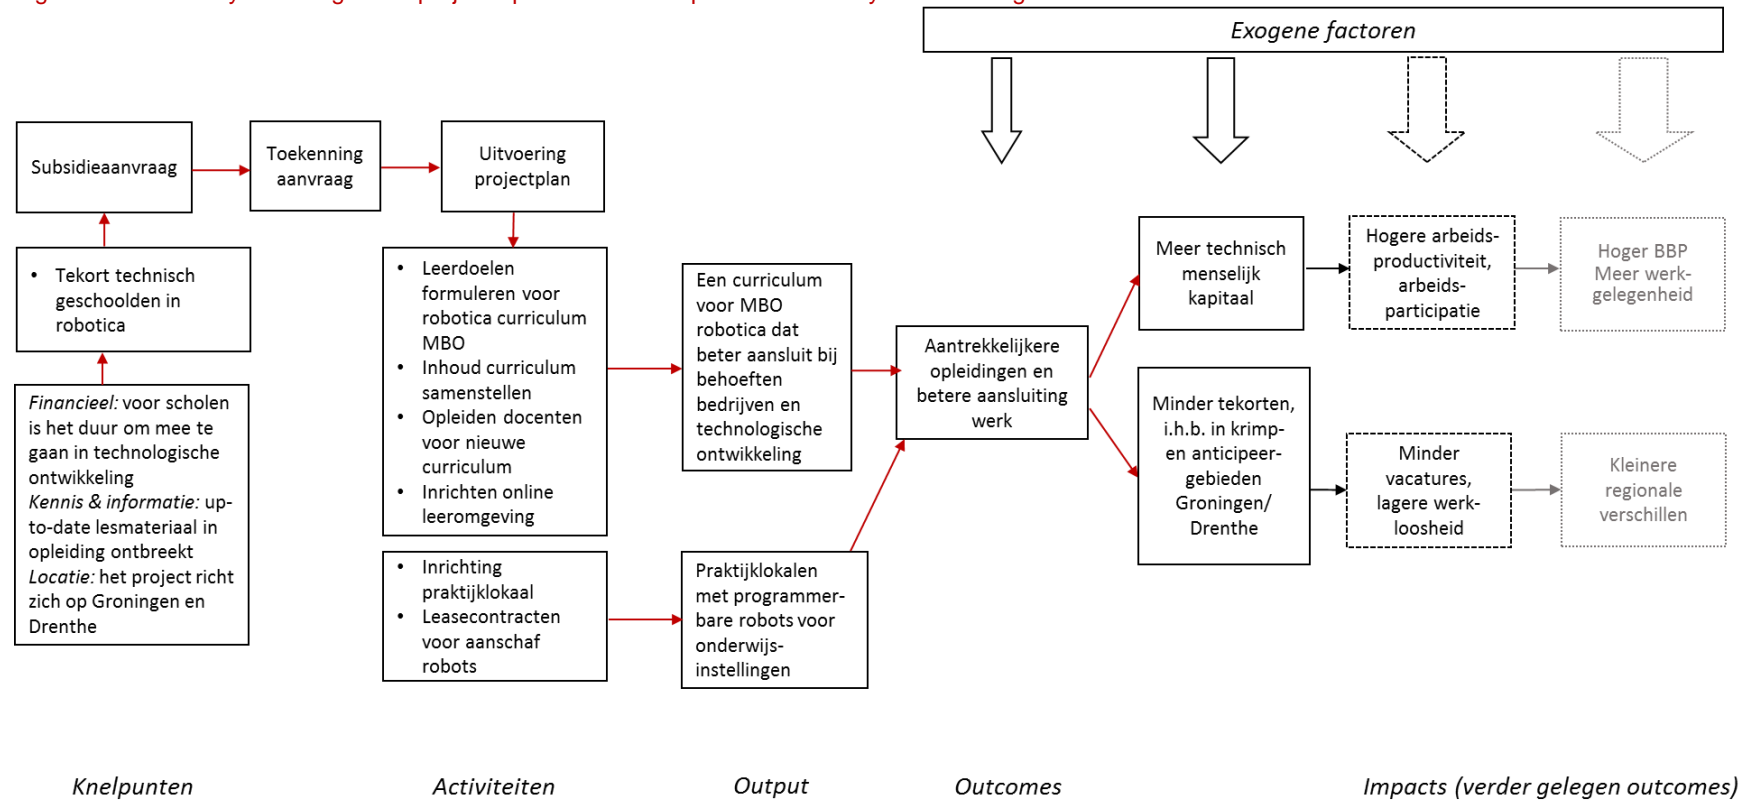 Exogene factoren
Subsidieaanvraag
Toekenning
aanvraag
Uitvoering
projectplan
• Tekort technisch
geschoolden in
robotica
Financieel: voor scholen
is het duur om mee te
gaan in technologische
ontwikkeling
Kennis & informatie: up-
to-date lesmateriaal in
opleiding ontbreekt
Locatie: het project richt
zich op Groningen en
Drenthe
• Leerdoelen
formuleren voor
robotica curriculum
MBO
• Inhoud curriculum
samenstellen
• Opleiden docenten
voor nieuwe
curriculum
• Inrichten online
leeromgeving
• Inrichting
praktijklokaal
• Leasecontracten
voor aanschaf
robots
Een curriculum
voor MBO
robotica dat
beter aansluit bij
behoeften
bedrijven en
technologische
ontwikkeling
Praktijklokalen
met programmer-
bare robots voor
onderwijs-
instellingen
Aantrekkelijkere
opleidingen en
betere aansluiting
werk
Meer technisch
menselijk
kapitaal
Hogere arbeids-
productiviteit,
arbeids-
participatie
Hoger BBP
Meer werk-
gelegenheid
Minder tekorten,
i.h.b. in krimp-
en anticipeer-
gebieden
Groningen/
Drenthe
Minder
vacatures,
lagere werk-
loosheid
Kleinere
regionale
verschillen
Knelpunten
Activiteiten
Output
Outcomes
Impacts (verder gelegen outcomes)